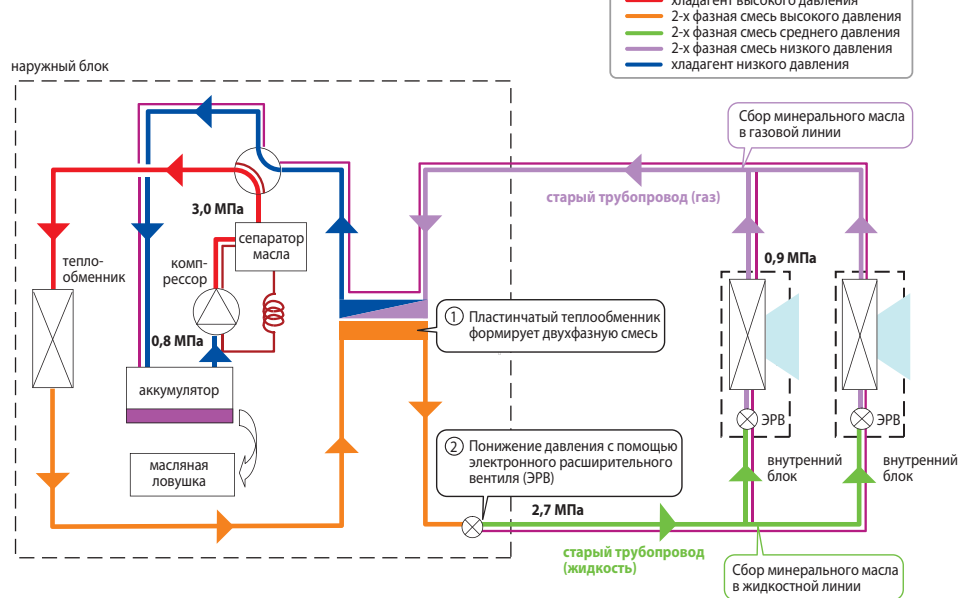 хладагент высокого давления
2-х фазная смесь высокого давления
2-х фазная смесь среднего давления
2-х фазная смесь низкого давления
хладагент низкого давления
наружный блок
Сбор минерального масла
в газовой линии
старый трубопровод (газ)
3,0 МПа
сепаратор
масла
тепло-
обменник
комп-
рессор
0,9 МПа
1 Пластинчатый теплообменник
формирует двухфазную смесь
0,8 МПа
аккумулятор
ЭРВ
ЭРВ
2 Понижение давления с помощью
электронного расширительного
вентиля (ЭРВ)
масляная
ловушка
внутренний
блок
внутренний
блок
2,7 МПа
старый трубопровод
(жидкость)
Сбор минерального масла
в жидкостной линии